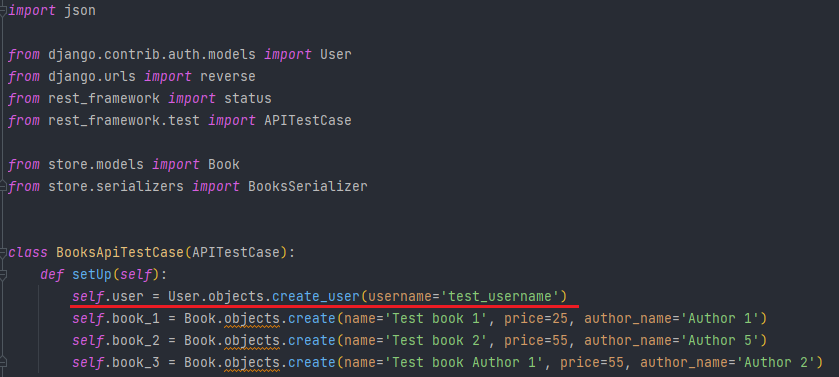 import json
from django.contrib.auth.models import User
from django.urls import reverse
from rest_framework import status
from rest_framework.test import APITestCase
from store.models import Book
from store.serializers import BooksSerializer
class BooksApiTestCase(APITestCase):
def setUp(self):
self.user = User.objects.create_user(username='test_username')
self.book_1 = Book.objects.create(name='Test book 1', price=25, author_name='Author 1')
self.book_2 = Book.objects.create(name='Test book 2', price=55, author_name='Author 5')
self.book_3 = Book.objects.create(name='Test book Author 1', price=55, author_name='Author 2')